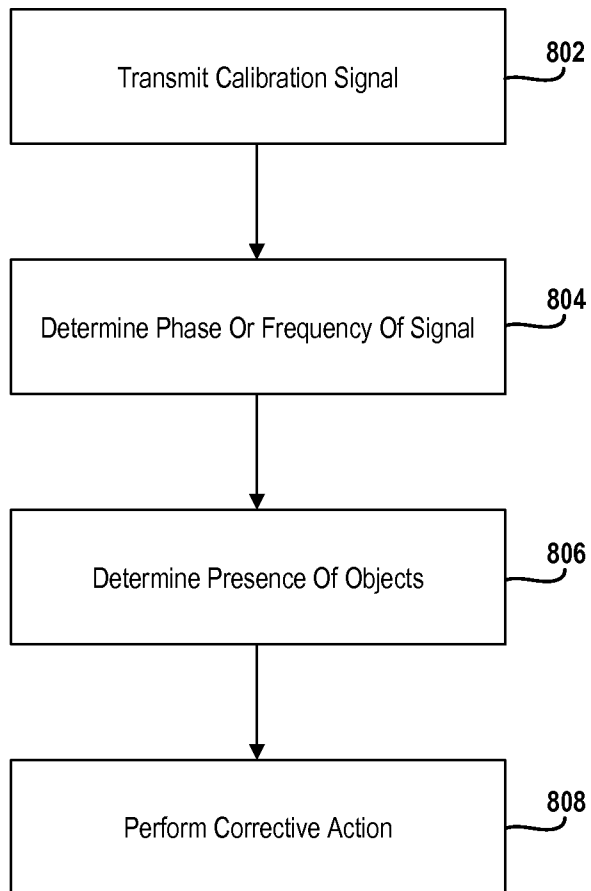 802
Transmit Calibration Signal
804
Determine Phase Or Frequency Of Signal
806
Determine Presence Of Objects
808
Perform Corrective Action